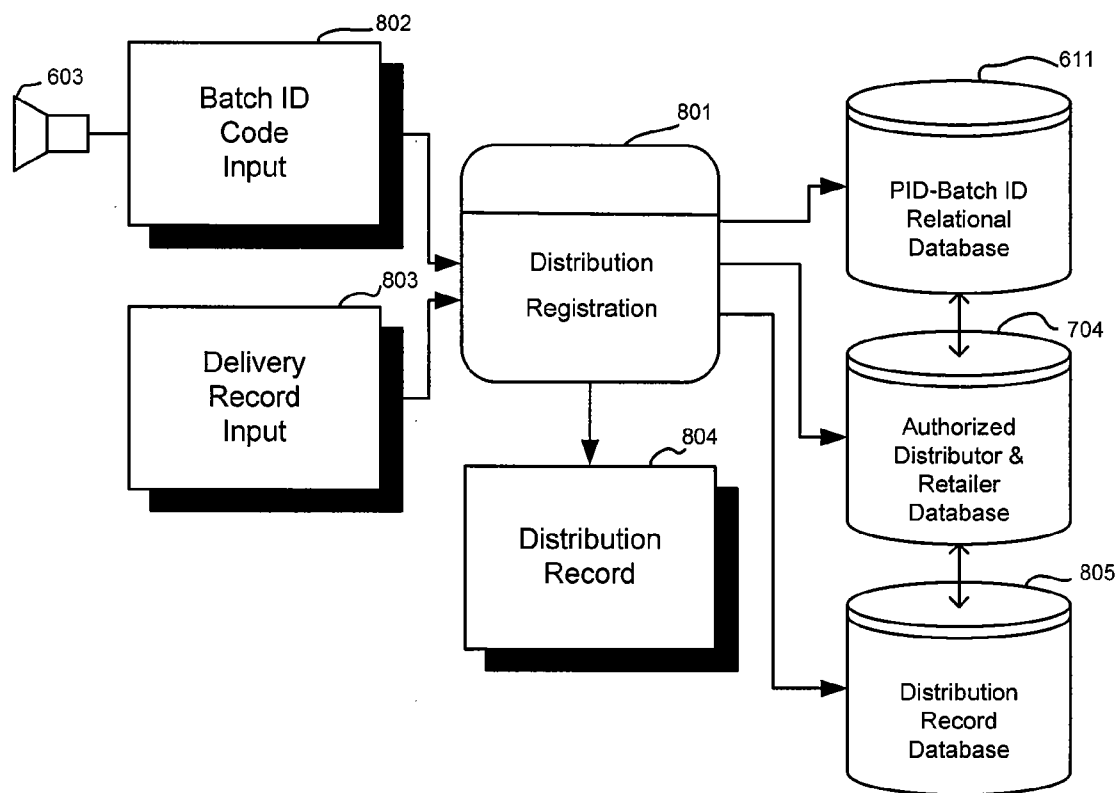 802
603
Batch ID
Code
Input
801
611
PID-Batch ID
Relational
Database
Distribution
Registration
803
Delivery
Record
Input
704
Authorized
Distributor &
Retailer
Database
804
Distribution
Record
805
Distribution
Record
Database